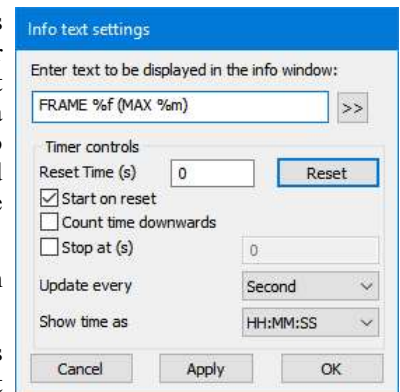 Info text settings
Enter text to be displayed in the info window:
FRAME %f (MAX %m)
>>
Timer controls
Reset Time (s) 0 Reset
Start on reset
Count time downwards
Stop at (s) 0
Update every Second
Show time as HH:MM:SS
Cancel Apply OK